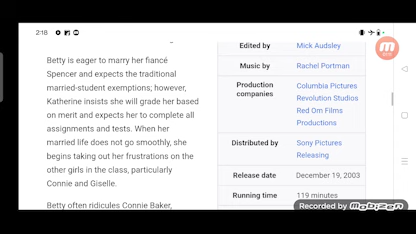 2:18
Betty is eager to marry her fiancé
Spencer and expects the traditional
married-student exemptions; however,
Katherine insists she will grade her based
on merit and expects her to complete all
assignments and tests. When her
married life does not go smoothly, she
begins taking out her frustrations on the
other girls in the class, particularly
Connie and Giselle.
Betty often ridicules Connie Baker,
Edited by Mick Audsley
Music by Rachel Portman
Production Columbia Pictures
companies Revolution Studios
Red Om Films
Productions
Distributed by Sony Pictures
Releasing
Release date December 19, 2003
Running time 119 minutes
Recorded by Mobizen